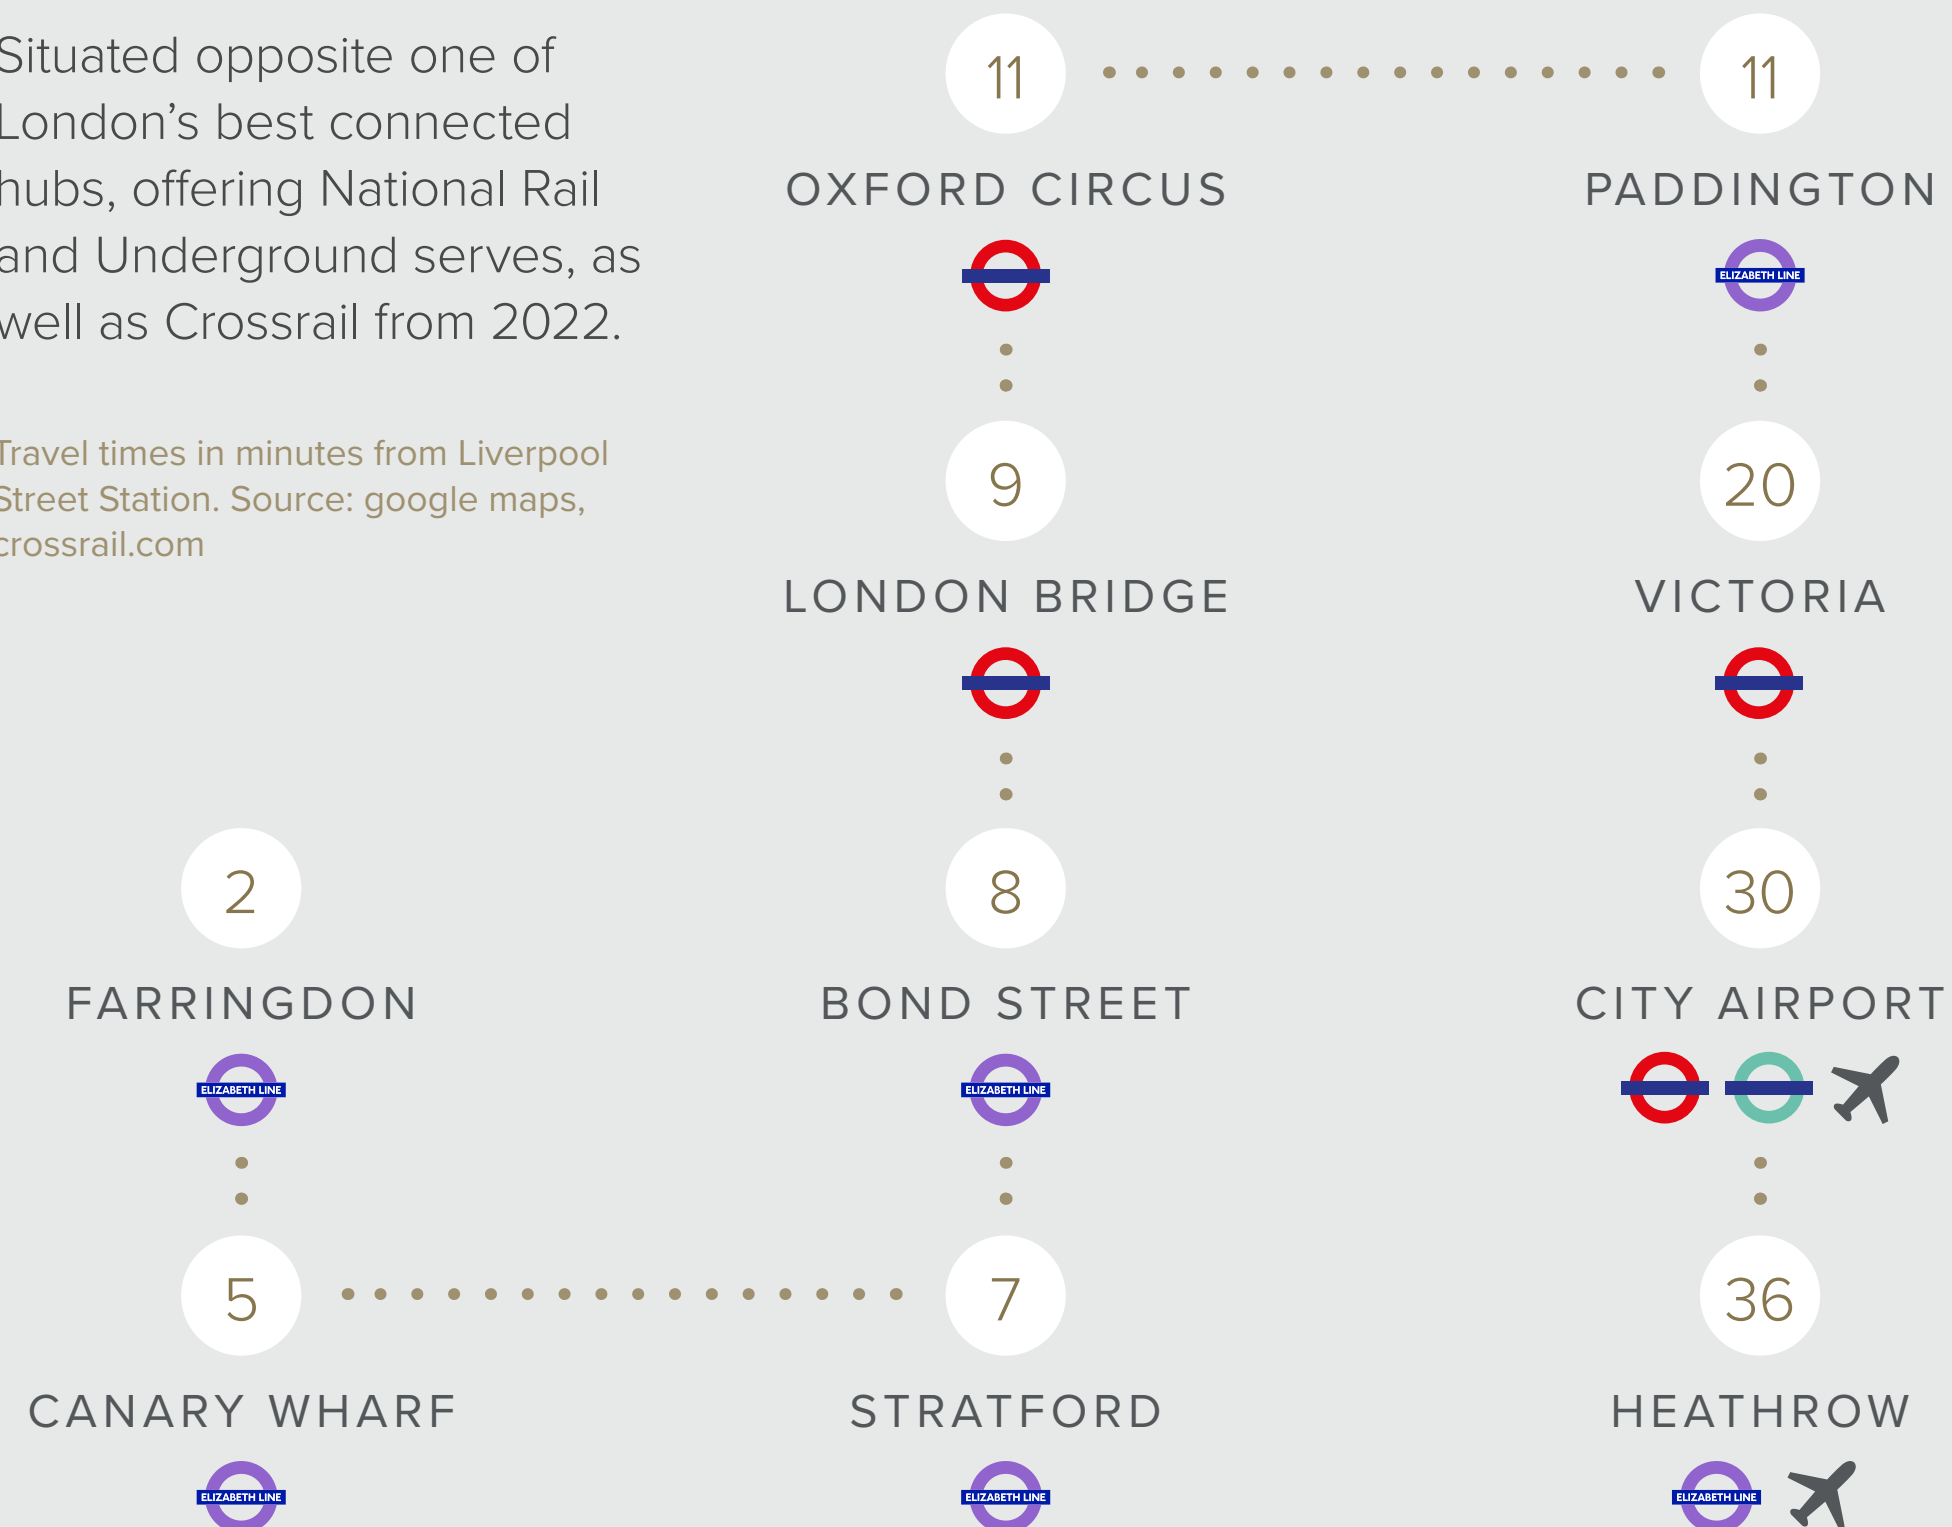 Situated opposite one of
London’s best connected
hubs, offering National Rail
and Underground serves, as
well as Crossrail from 2022.
Travel times in minutes from Liverpool
Street Station. Source: google maps,
crossrail.com
2
FARRINGDON
ELIZABETH LINE
5
CANARY WHARF
ELIZABETH LINE
7
STRATFORD
ELIZABETH LINE
8
BOND STREET
ELIZABETH LINE
9
LONDON BRIDGE
11
OXFORD CIRCUS
11
PADDINGTON
ELIZABETH LINE
20
VICTORIA
30
CITY AIRPORT
36
HEATHROW
ELIZABETH LINE